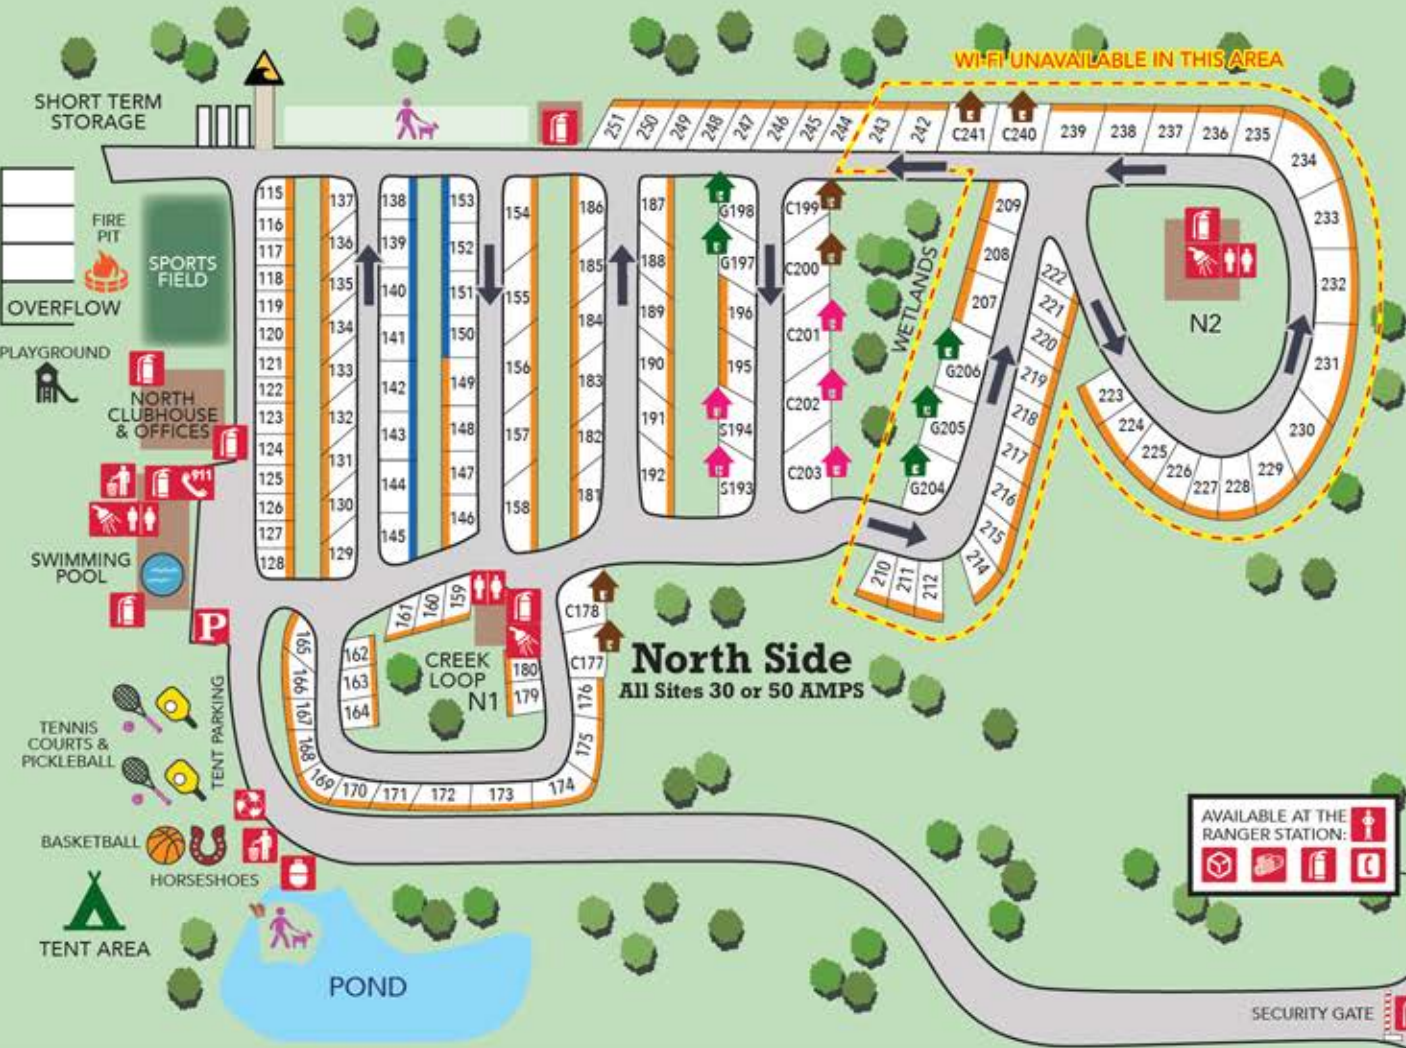 WI-FI UNAVAILABLE IN THIS AREA
SHORT TERM
STORAGE
251
250
249
248
247
246
245
244
243
242
C241
C240
239
238
237
236
235
234
233
232
231
230
229
228
227
226
225
224
223
N2
FIRE
PIT
SPORTS
FIELD
OVERFLOW
PLAYGROUND
NORTH
CLUBHOUSE
& OFFICES
911
SWIMMING
POOL
P
115
116
117
118
119
120
121
122
123
124
125
126
127
128
137
136
135
134
133
132
131
130
129
138
139
140
141
142
143
144
145
153
152
151
150
149
148
147
146
154
155
156
157
158
186
185
184
183
182
181
187
188
189
190
191
192
G198
G197
196
195
S194
S193
C199
C200
C201
C202
C203
WETLANDS
209
208
207
G206
G205
G204
222
221
220
219
218
217
216
215
214
210
211
212
161
160
159
162
163
164
165
166
167
168
169
170
171
172
173
174
175
176
C177
C178
180
179
CREEK
LOOP
N1
North Side
All Sites 30 or 50 AMPS
TENT PARKING
TENNIS
COURTS &
PICKLEBALL
BASKETBALL
HORSESHOES
TENT AREA
POND
AVAILABLE AT THE
RANGER STATION:
SECURITY GATE